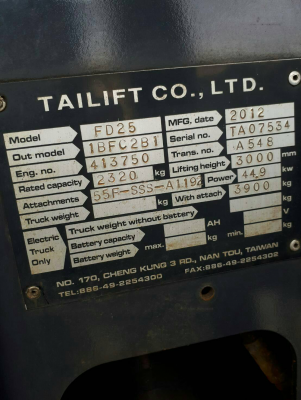 TAILIFT CO., LTD.
Model FD25 MFG. date 2012
Out model 1BFC2B1 Serial no. TA07534
Eng. no. 413750 Trans. no. A548
Rated capacity 2320 kg Lifting height 3000 mm
Attachments 55F-SSS-A1192 Power 44.9 kw
Truck weight kg With attach 3900 kg
Electric Truck Only Truck weight without battery kg V
Battery capacity AH min.
Battery weight max. kg min. kg
NO. 170, CHENG KUNG 3 RD., NAN TOU, TAIWAN
TEL:886-49-2254300 FAX:886-49-2254302